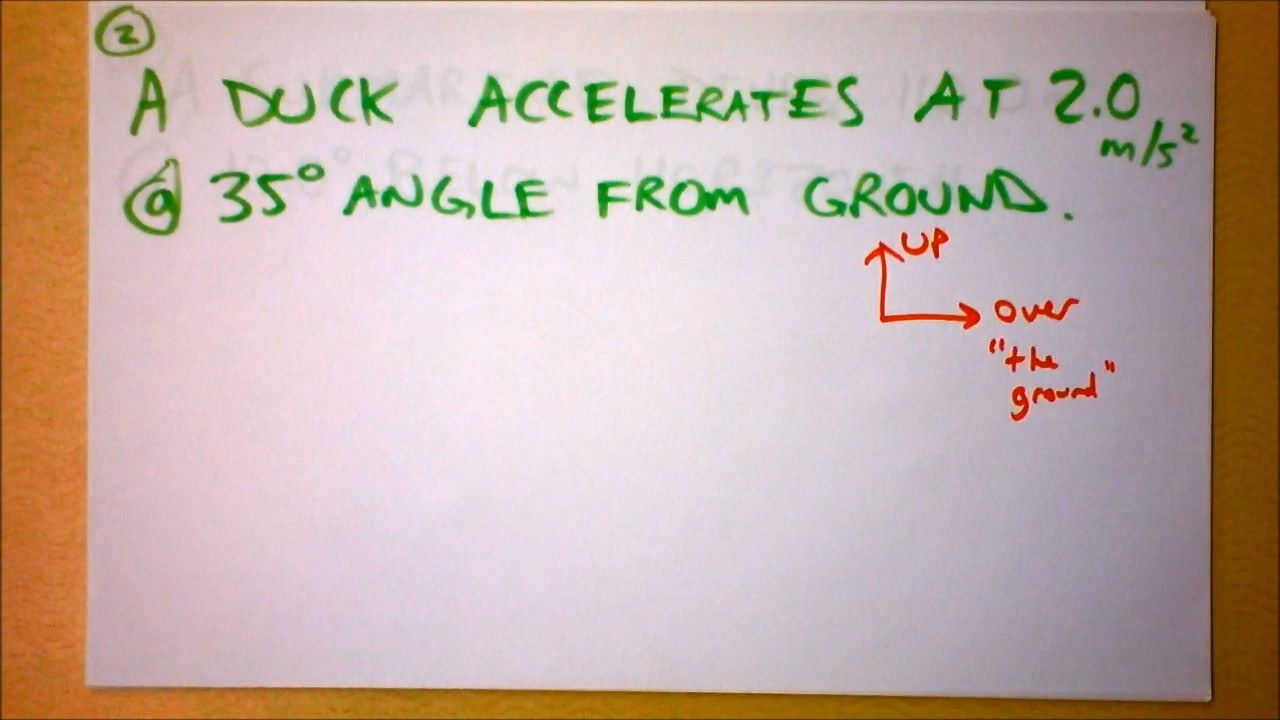 2
A DUCK ACCELERATES AT 2.0
m/s²
@ 35° ANGLE FROM GROUND.
UP
Over
"the
ground"